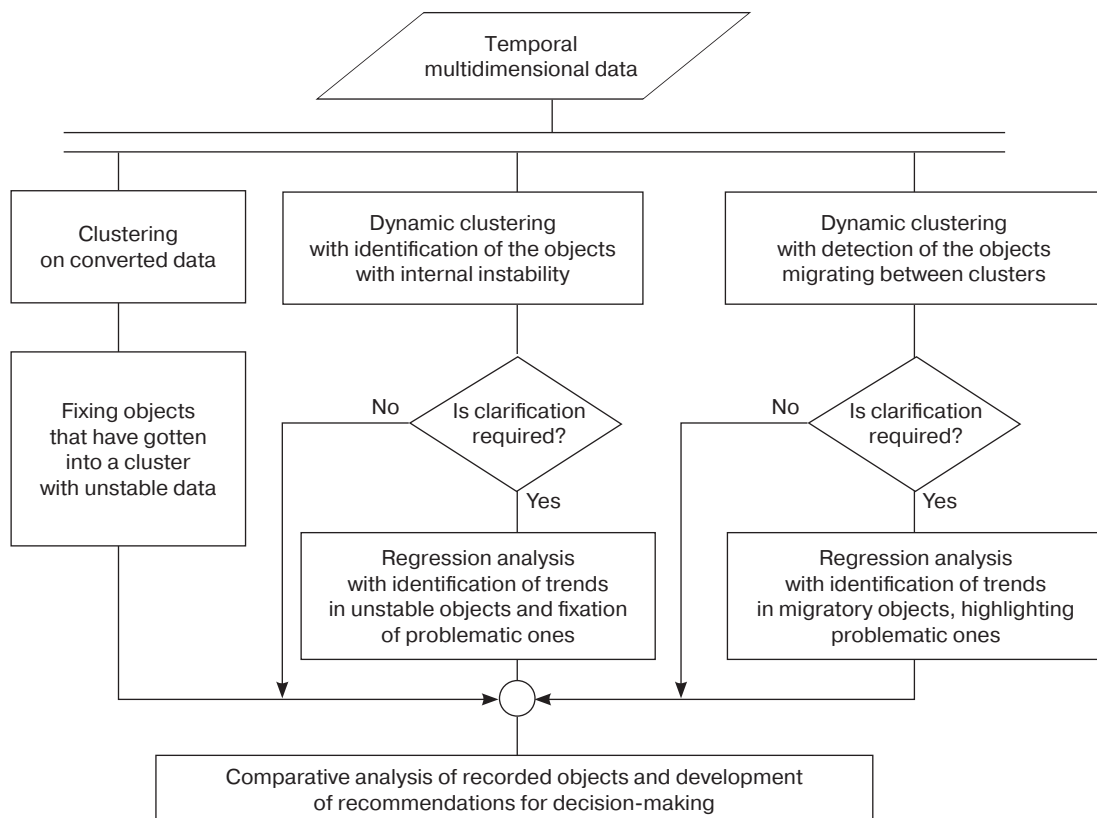 Temporal
multidimensional data
Clustering
on converted data
Dynamic clustering
with identification of the objects
with internal instability
Dynamic clustering
with detection of the objects
migrating between clusters
Fixing objects
that have gotten
into a cluster
with unstable data
No
Is clarification
required?
Yes
No
Is clarification
required?
Yes
Regression analysis
with identification of trends
in unstable objects and fixation
of problematic ones
Regression analysis
with identification of trends
in migratory objects, highlighting
problematic ones
Comparative analysis of recorded objects and development
of recommendations for decision-making